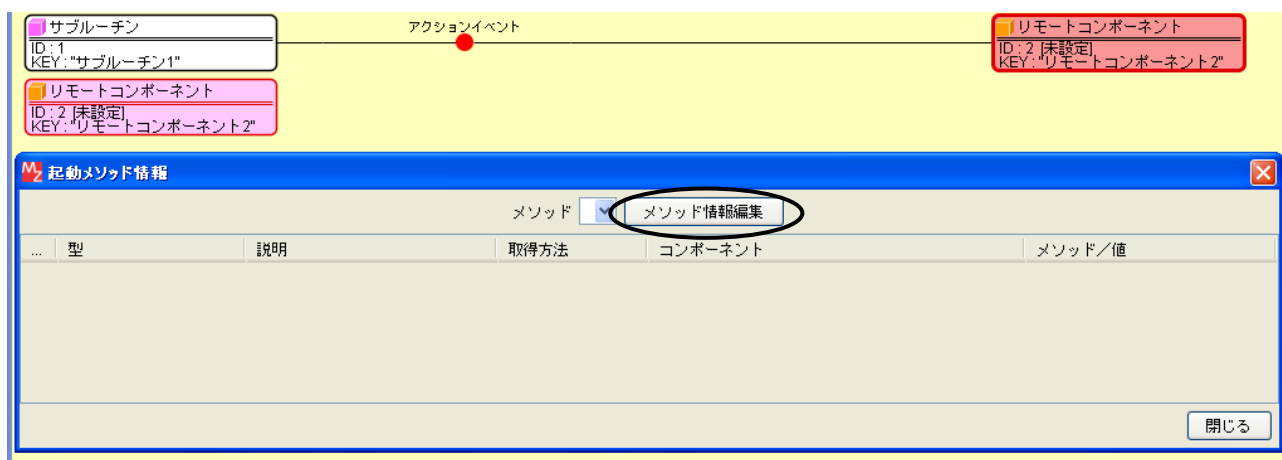 サブルーチン
ID : 1
KEY : "サブルーチン1"
アクションイベント
リモートコンポーネント
ID : 2 [未設定]
KEY : "リモートコンポーネント2"
リモートコンポーネント
ID : 2 [未設定]
KEY : "リモートコンポーネント2"
起動メソッド情報
メソッド メソッド情報編集
... 型 説明 取得方法 コンポーネント メソッド／値
閉じる